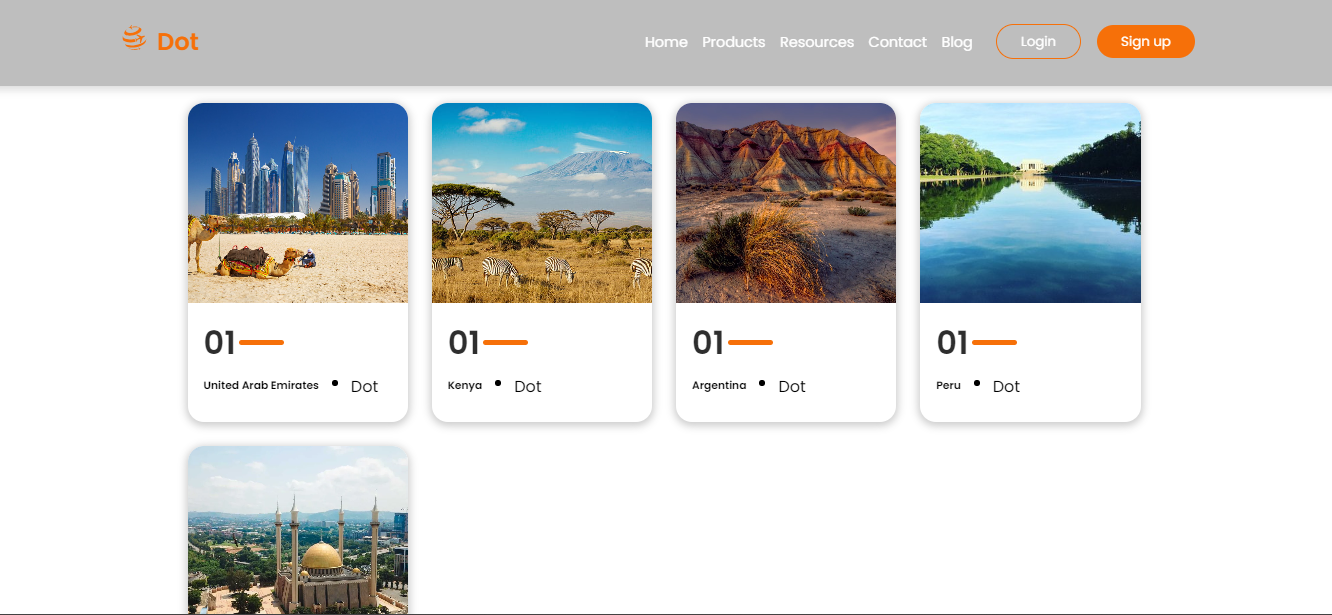 Dot
Home Products Resources Contact Blog Login Sign up
01 01 01 01
United Arab Emirates • Dot Kenya • Dot Argentina • Dot Peru • Dot